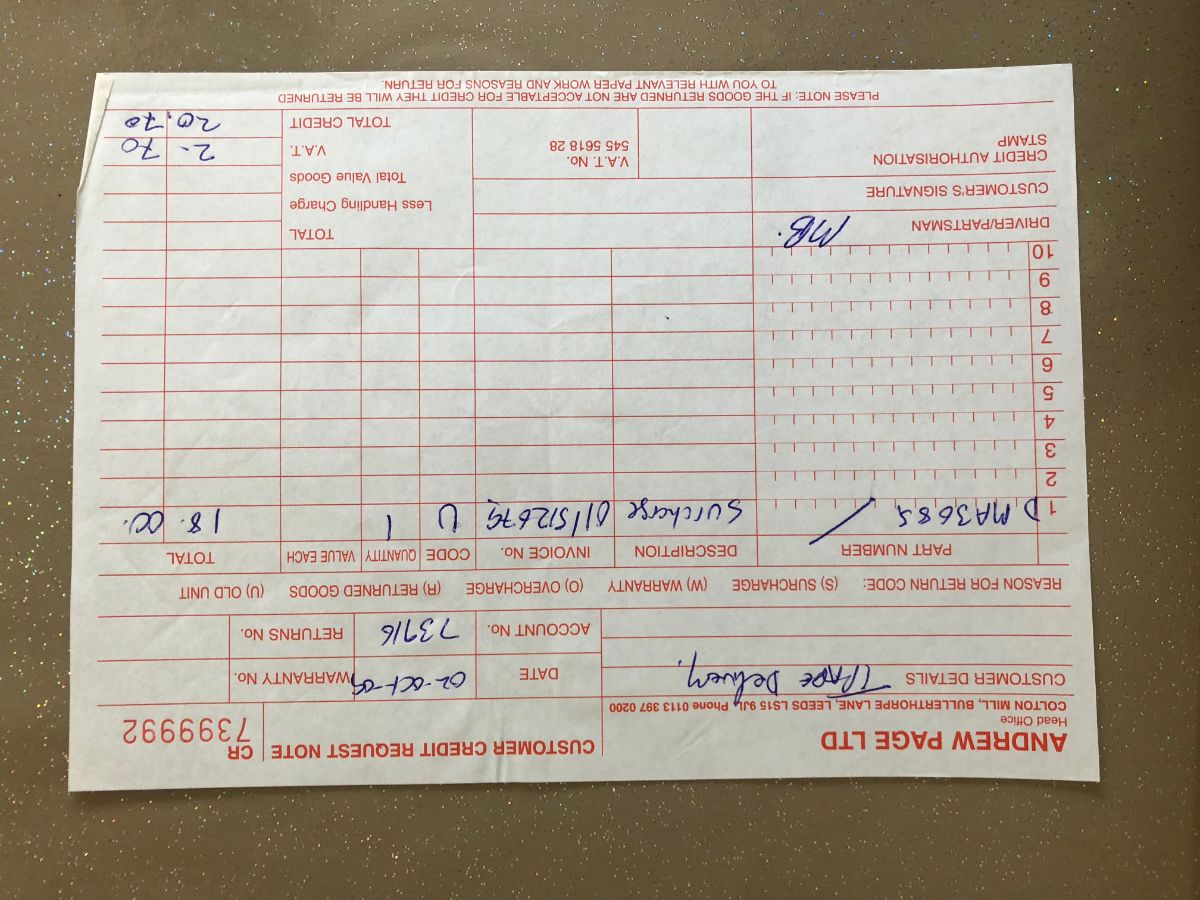 ANDREW PAGE LTD
Head Office
COLTON MILL, BULLERTHORPE LANE, LEEDS LS15 9JL Phone 0113 397 0200
CUSTOMER CREDIT REQUEST NOTE
CR 7399992
CUSTOMER DETAILS TRADE Delivery.
DATE 02-OCT-09 WARRANTY No.
ACCOUNT No. 73916 RETURNS No.
REASON FOR RETURN CODE: (S) SURCHARGE (W) WARRANTY (O) OVERCHARGE (R) RETURNED GOODS (U) OLD UNIT
PART NUMBER DESCRIPTION INVOICE No. CODE QUANTITY VALUE EACH TOTAL
1 DMA3685 Surcharge U 1 18.00.
2
3
4
5
6
7
8
9
10
DRIVER/PARTSMAN MB. TOTAL
CUSTOMER'S SIGNATURE Less Handling Charge
Total Value Goods
CREDIT AUTHORISATION STAMP
V.A.T. No. 545 5618 28
V.A.T. 2-70
TOTAL CREDIT 20.70
PLEASE NOTE: IF THE GOODS RETURNED ARE NOT ACCEPTABLE FOR CREDIT THEY WILL BE RETURNED
TO YOU WITH RELEVANT PAPER WORK AND REASONS FOR RETURN.